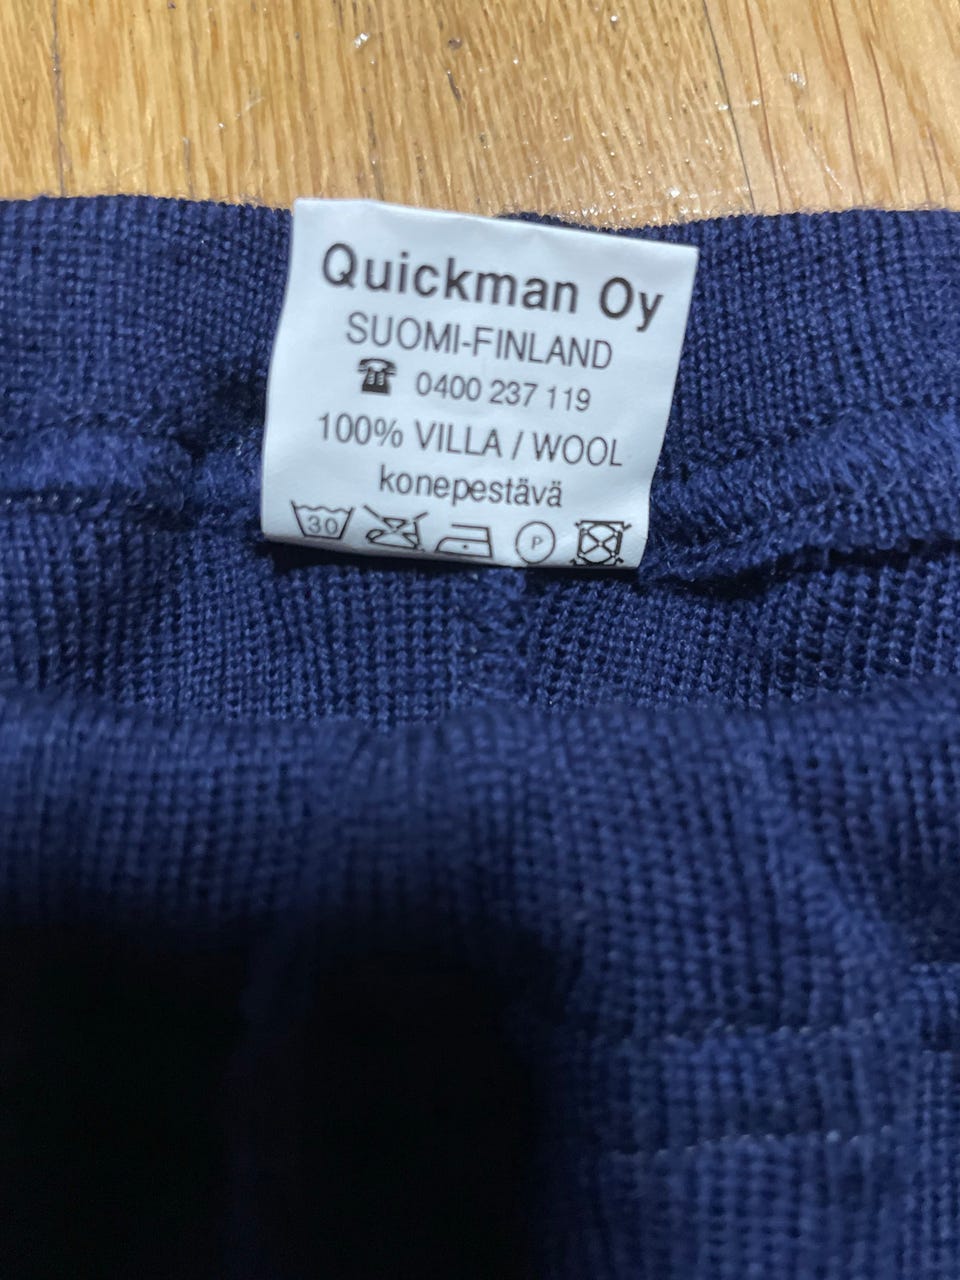 Quickman Oy
SUOMI-FINLAND
0400 237 119
100% VILLA / WOOL
konepestävä
30 P